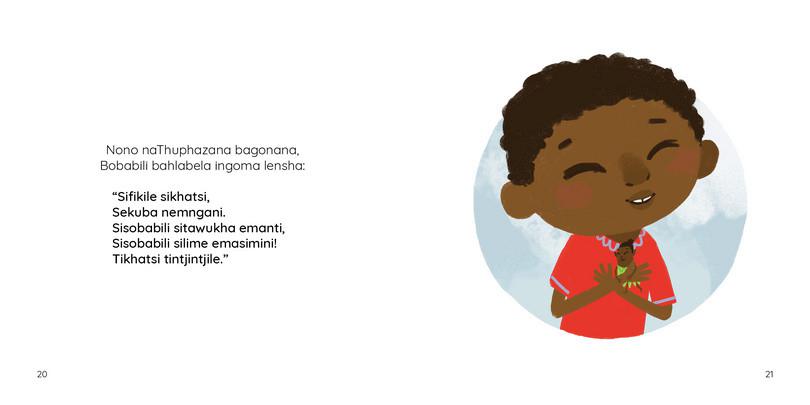 Nono naThuphazana bagonana,
Bobabili bahlabela ingoma lensha:
“Sifikile sikhatsi,
Sekuba nemngani.
Sisobabili sitawukha emanti,
Sisobabili silime emasimini!
Tikhatsi tintjintjile.”
20
21